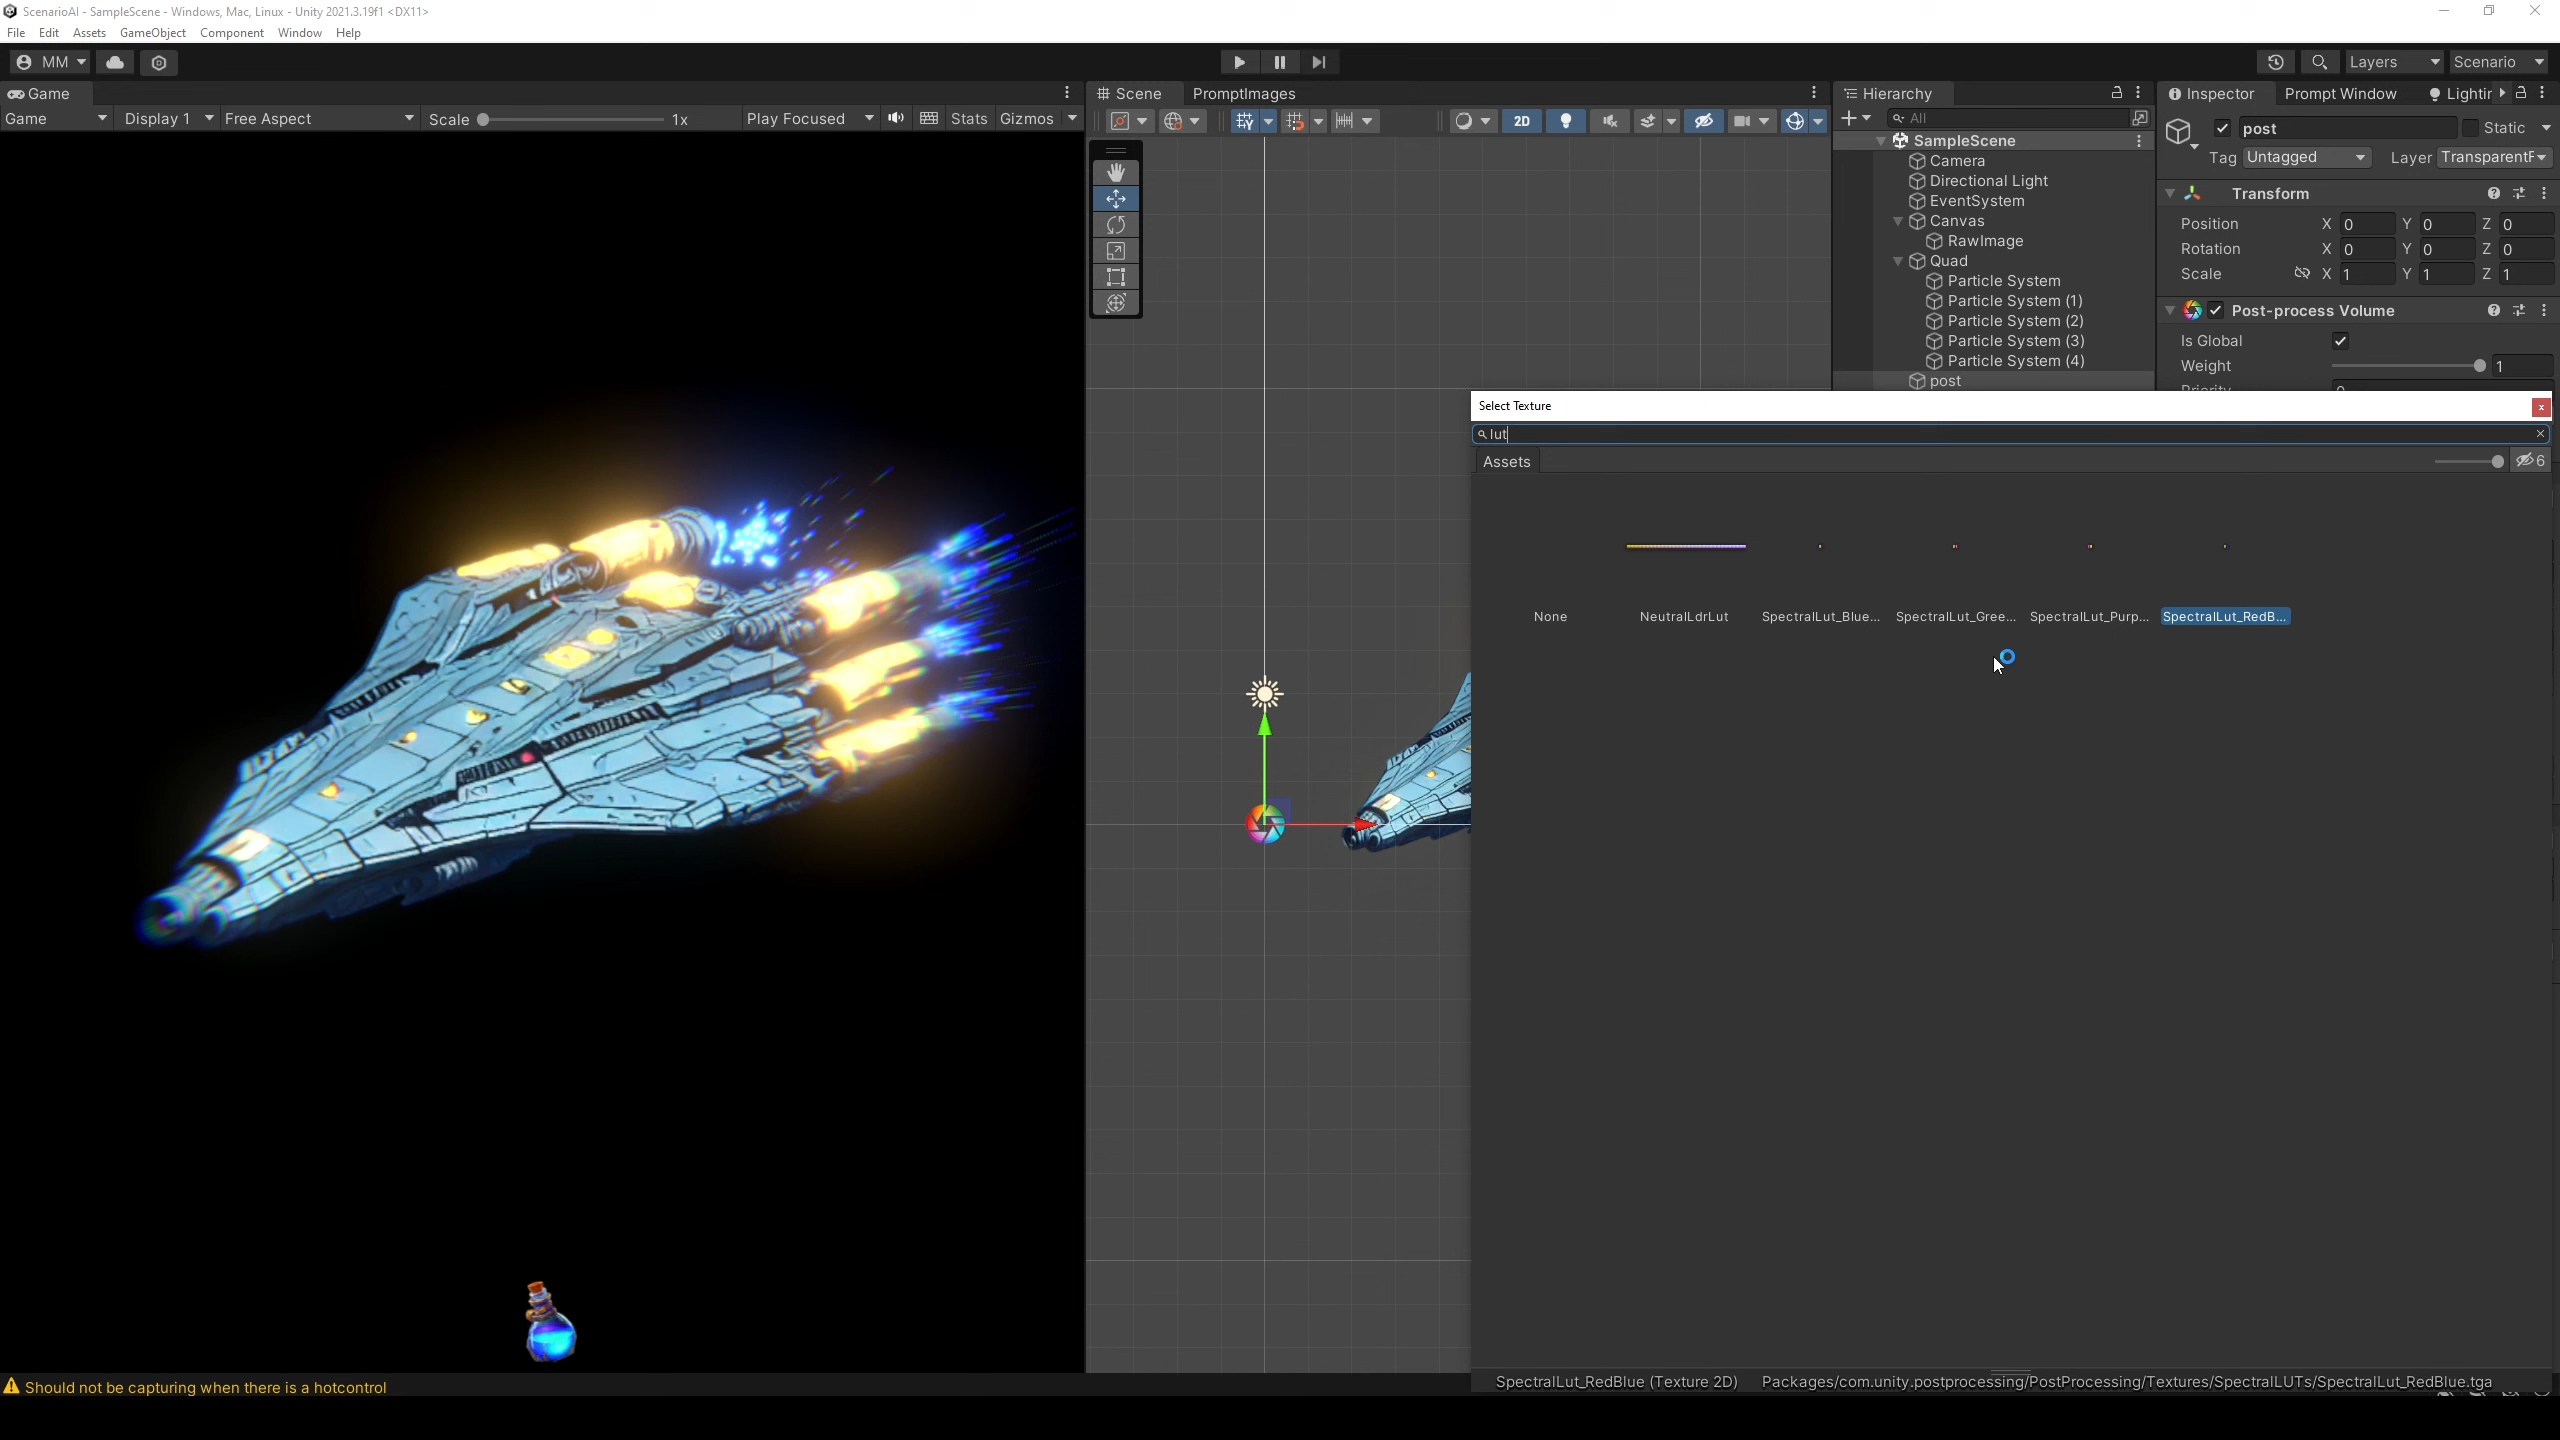 ScenarioAI - SampleScene - Windows, Mac, Linux - Unity 2021.3.19f1 <DX11>
File Edit Assets GameObject Component Window Help
MM Layers Scenario
Game Scene PromptImages Hierarchy Inspector Prompt Window Lightin
Game Display 1 Free Aspect Scale 1x Play Focused Stats Gizmos 2D All
post Static
SampleScene
Tag Untagged Layer TransparentF
Camera
Directional Light
Transform
EventSystem
Canvas
Position X 0 Y 0 Z 0
RawImage
Rotation X 0 Y 0 Z 0
Quad
Scale X 1 Y 1 Z 1
Particle System
Particle System (1)
Post-process Volume
Particle System (2)
Particle System (3)
Is Global
Particle System (4)
Weight 1
post
Priority 0
Select Texture
lut
Assets 6
None NeutralLdrLut SpectralLut_Blue... SpectralLut_Gree... SpectralLut_Purp... SpectralLut_RedB...
SpectralLut_RedBlue (Texture 2D) Packages/com.unity.postprocessing/PostProcessing/Textures/SpectralLUTs/SpectralLut_RedBlue.tga
Should not be capturing when there is a hotcontrol